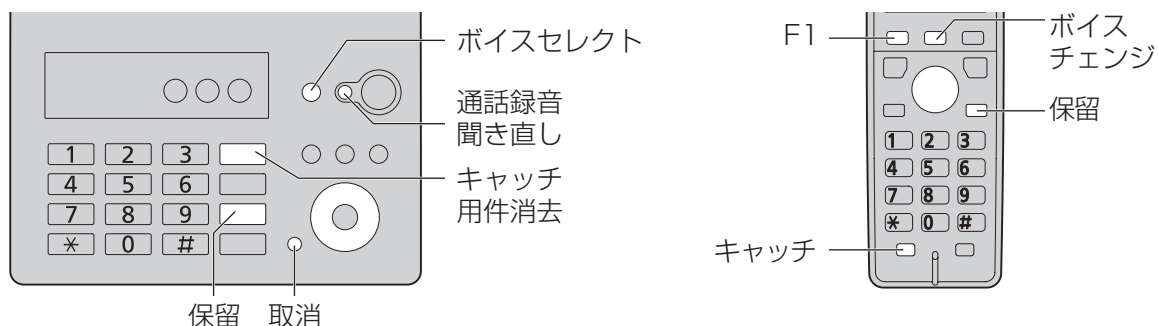 ボイスセレクト
通話録音
聞き直し
キャッチ
用件消去
1 2 3
4 5 6
7 8 9
* 0 #
保留 取消
F1
ボイス
チェンジ
保留
1 2 3
4 5 6
7 8 9
* 0 #
キャッチ